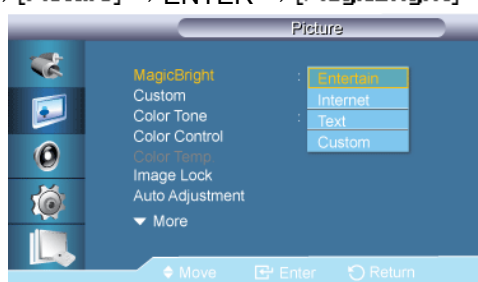 Picture
MagicBright : Entertain
Custom Internet
Color Tone : Text
Color Control Custom
Color Temp
Image Lock
Auto Adjustment
More
Move Enter Return